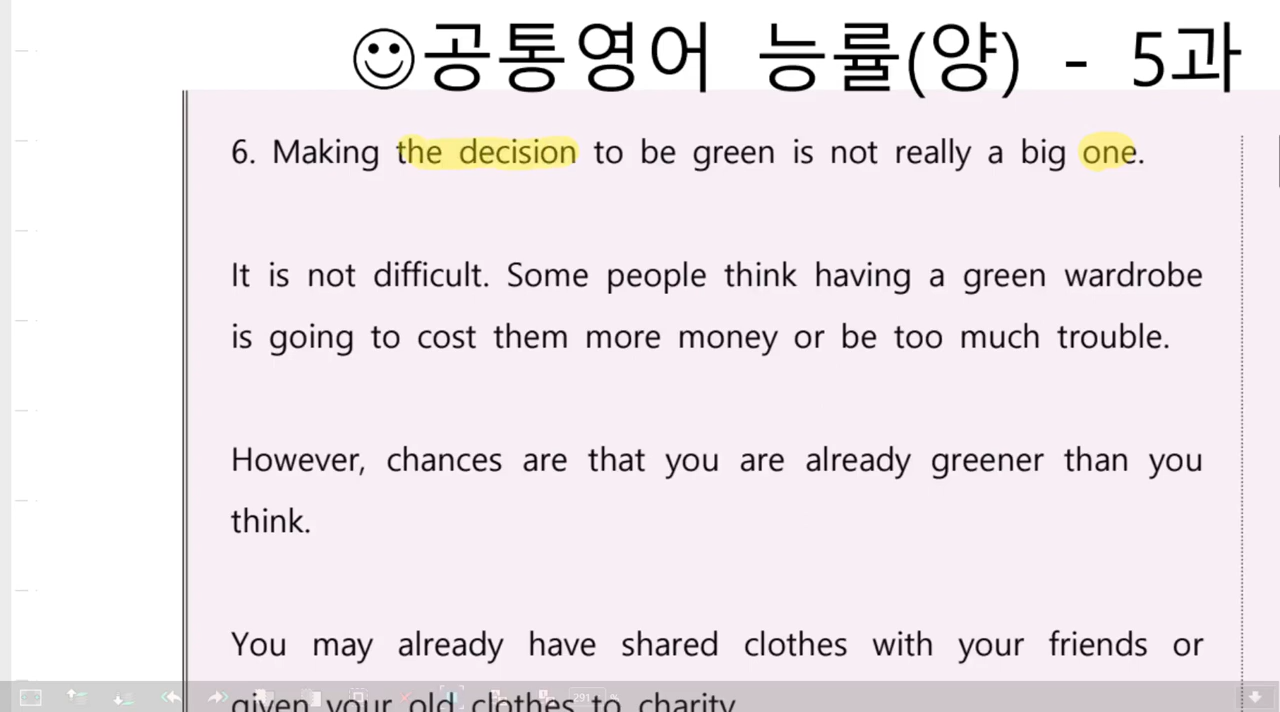 공통영어 능률(양) - 5과
6. Making the decision to be green is not really a big one.
It is not difficult. Some people think having a green wardrobe
is going to cost them more money or be too much trouble.
However, chances are that you are already greener than you
think.
You may already have shared clothes with your friends or
given your old clothes to charity
291 %